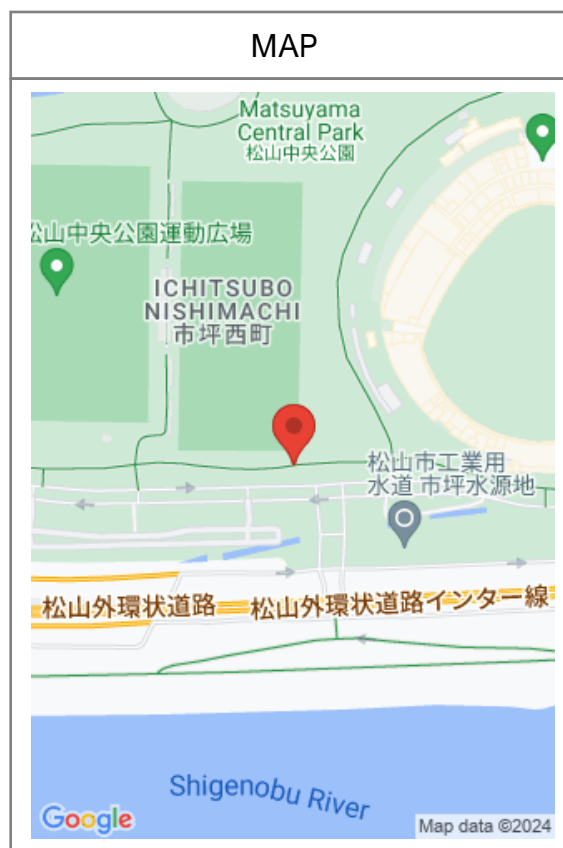 MAP
Matsuyama
Central Park
松山中央公園
松山中央公園運動広場
ICHITSUBO
NISHIMACHI
市坪西町
松山市工業用
水道 市坪水源地
松山外環状道路
松山外環状道路インター線
Shigenobu River
Google
Map data ©2024